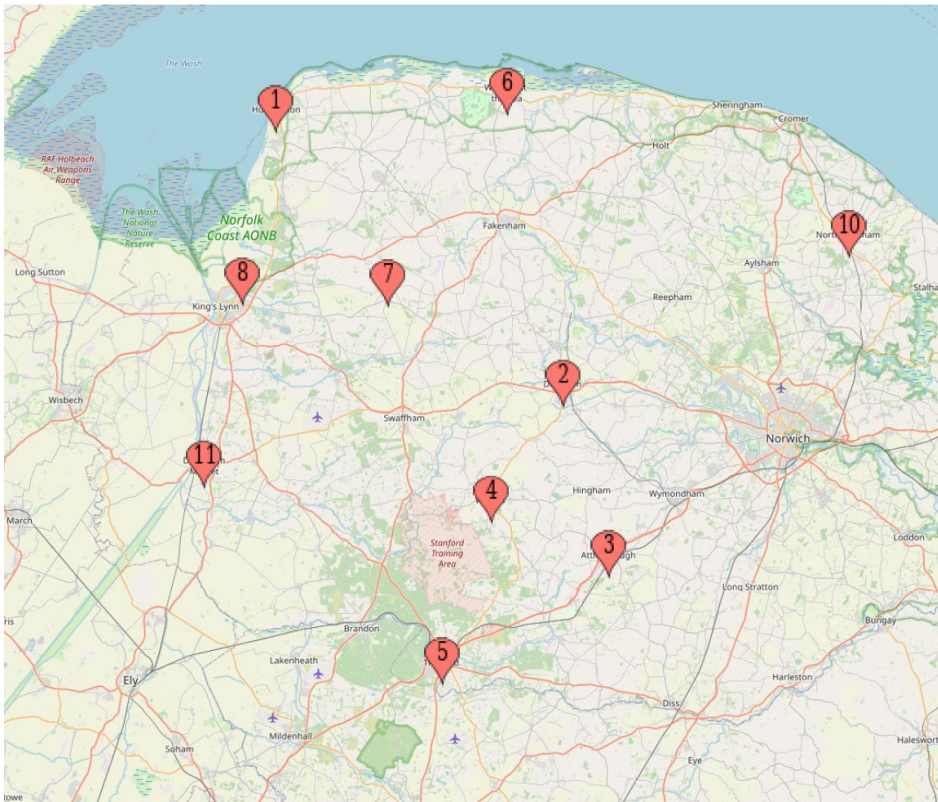 The Wash
6
1
Sheringham
Cromer
Holt
RAF Holbeach
Air Weapons
Range
The Wash
National
Nature
Reserve
Norfolk
Coast AONB
Fakenham
10
Aylsham
Long Sutton
8
7
Reepham
King's Lynn
2
Wisbech
Swaffham
Norwich
11
4
Hingham
Wymondham
March
Stanford
Training
Area
3
Loddon
Long Stratton
Brandon
Bungay
5
Lakenheath
Ely
Harleston
Diss
Mildenhall
Soham
Eye